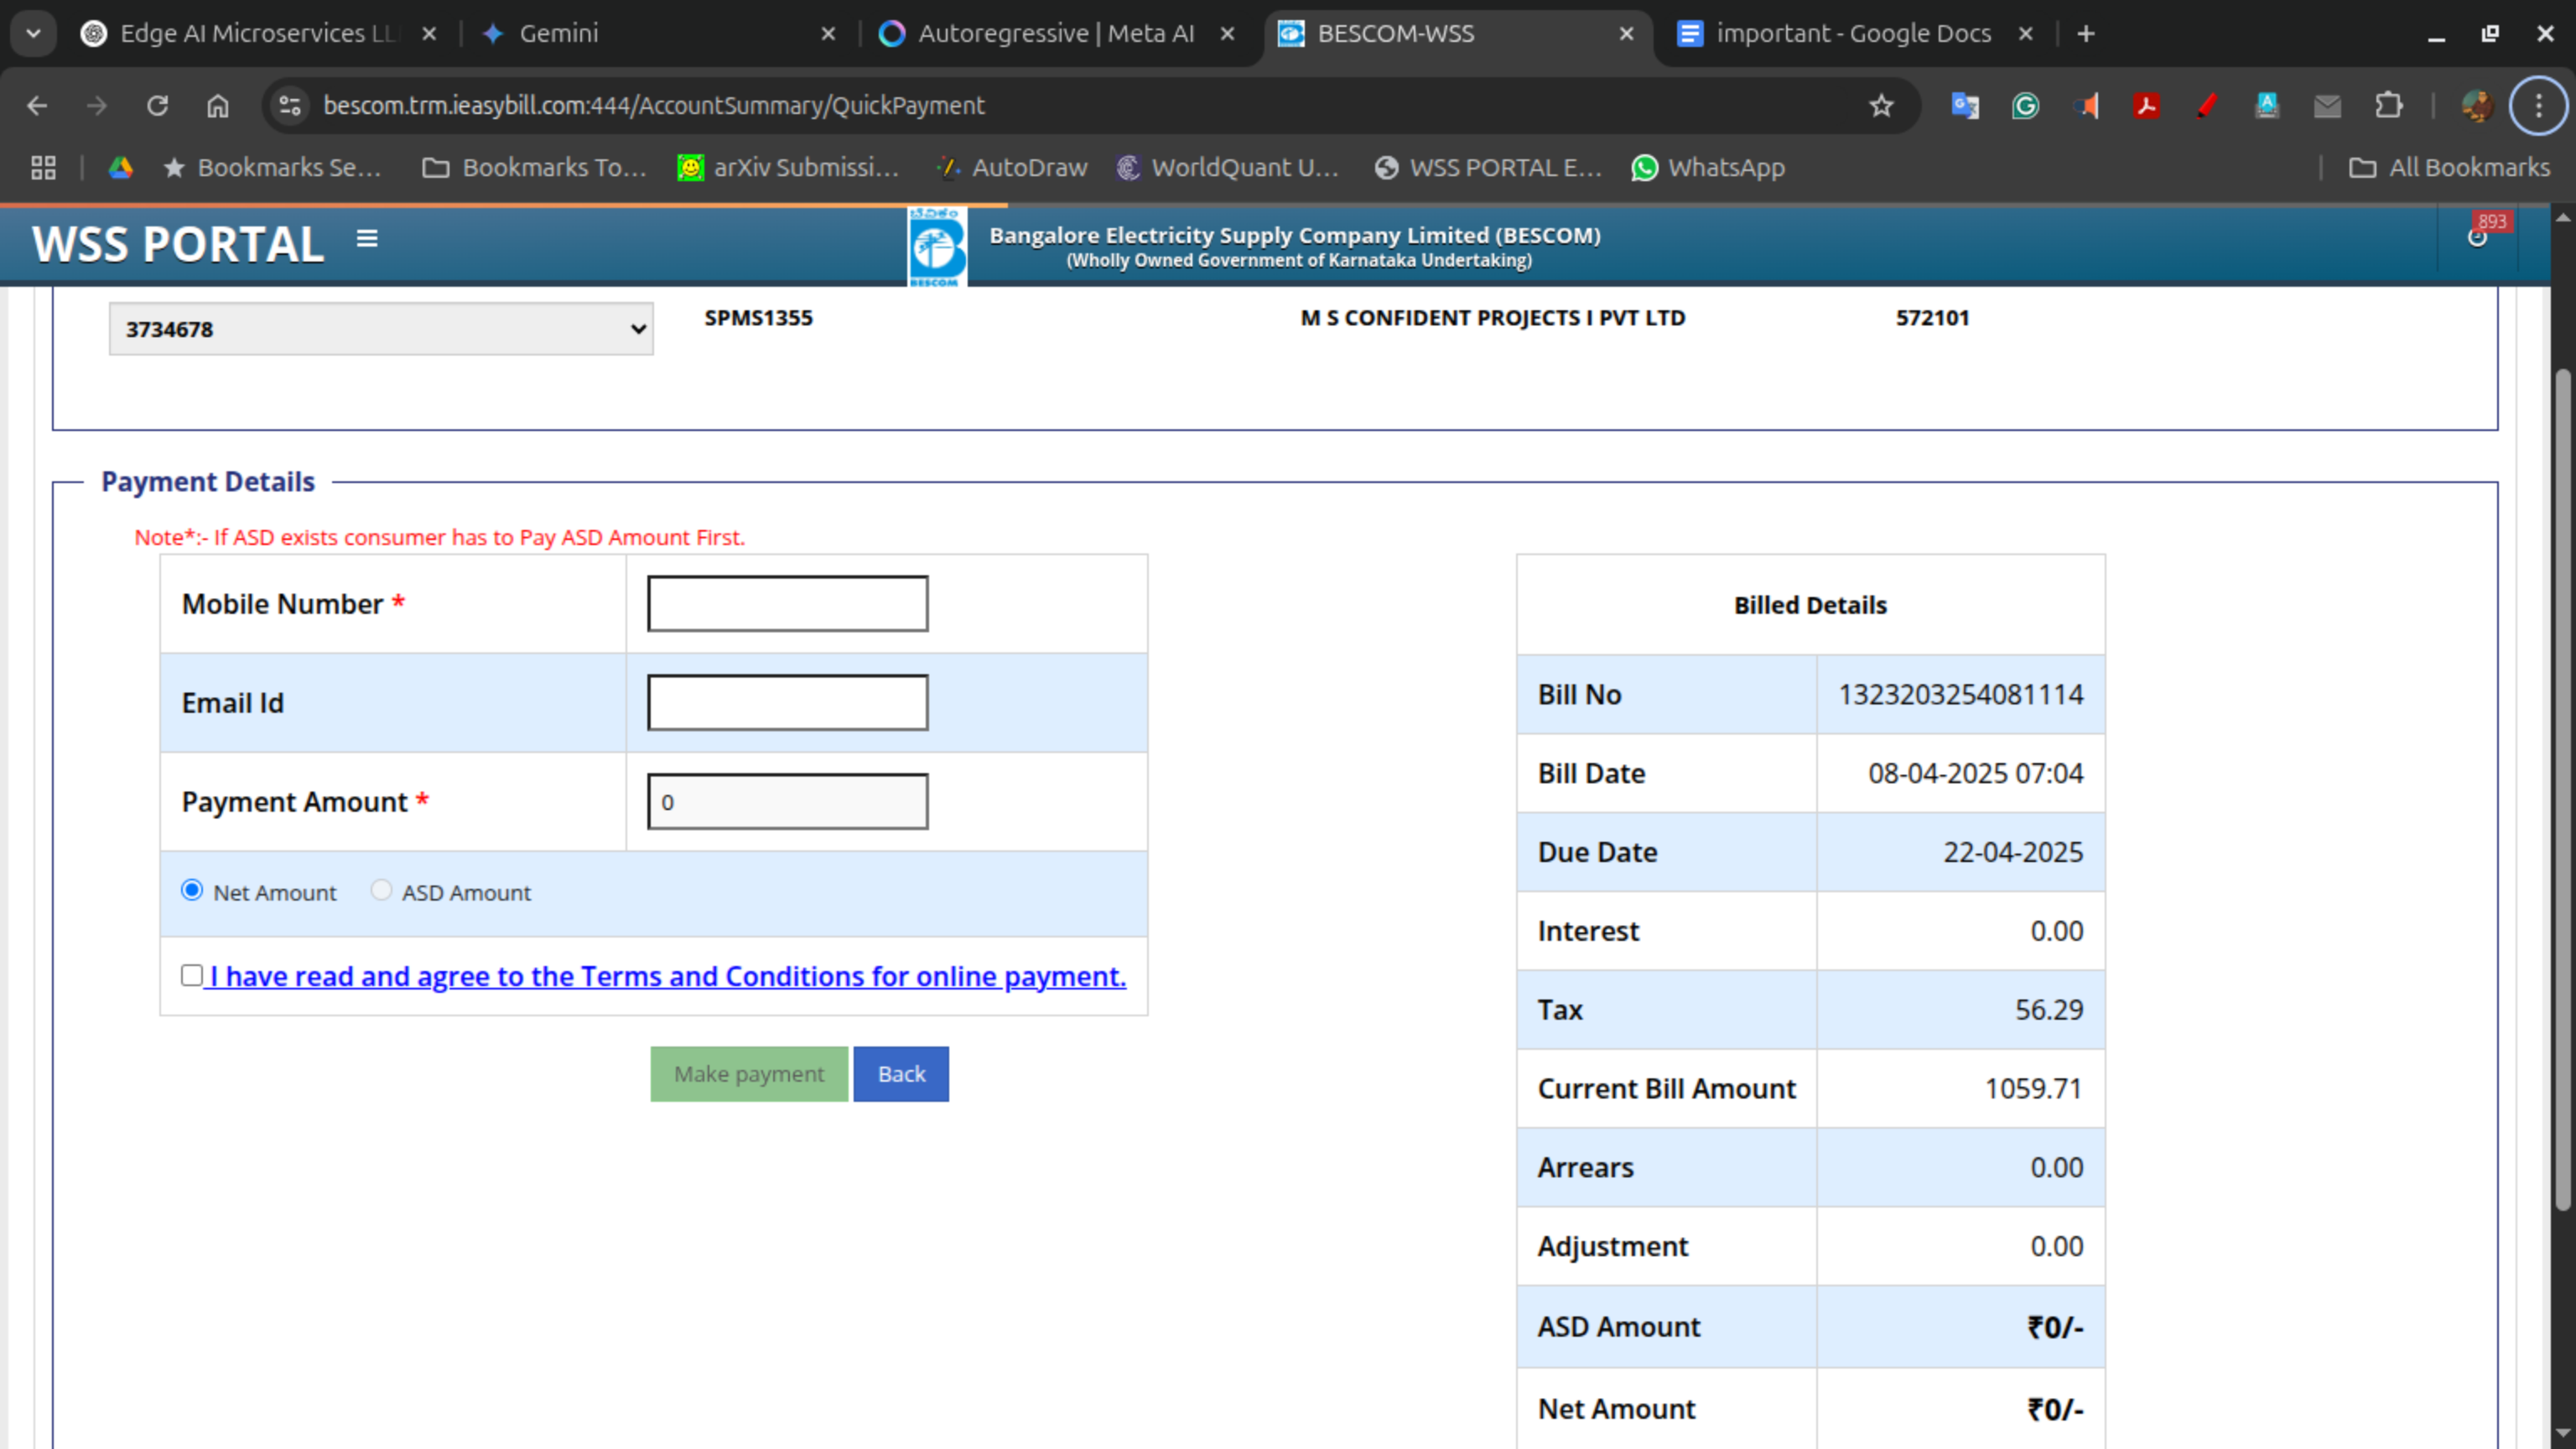 Edge AI Microservices LL
Gemini
Autoregressive | Meta AI
BESCOM-WSS
important - Google Docs
bescom.trm.ieasybill.com:444/AccountSummary/QuickPayment
Bookmarks Se...
Bookmarks To...
arXiv Submissi...
AutoDraw
WorldQuant U...
WSS PORTAL E...
WhatsApp
All Bookmarks
WSS PORTAL
ಬೆವಿಕಂ
BESCOM
Bangalore Electricity Supply Company Limited (BESCOM)
(Wholly Owned Government of Karnataka Undertaking)
893
3734678 SPMS1355 M S CONFIDENT PROJECTS I PVT LTD 572101
Payment Details
Note*:- If ASD exists consumer has to Pay ASD Amount First.
Mobile Number *
Email Id
Payment Amount * 0
Net Amount ASD Amount
I have read and agree to the Terms and Conditions for online payment.
Make payment Back
Billed Details
Bill No 1323203254081114
Bill Date 08-04-2025 07:04
Due Date 22-04-2025
Interest 0.00
Tax 56.29
Current Bill Amount 1059.71
Arrears 0.00
Adjustment 0.00
ASD Amount ₹0/-
Net Amount ₹0/-